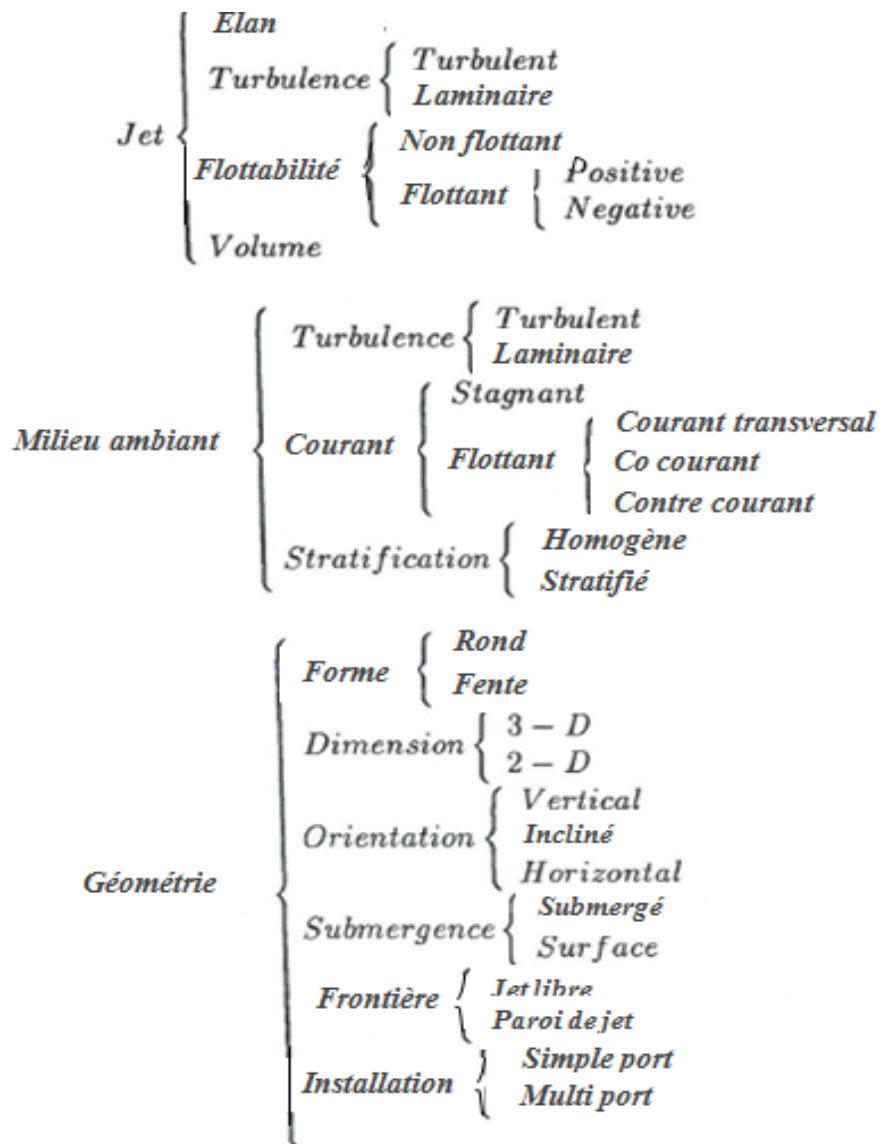 Elan
Turbulence Turbulent
Laminaire
Jet
Non flottant
Flottabilité
Flottant Positive
Negative
Volume
Turbulence Turbulent
Laminaire
Stagnant
Milieu ambiant Courant Flottant Courant transversal
Co courant
Contre courant
Stratification Homogène
Stratifié
Forme Rond
Fente
Dimension 3 – D
2 – D
Orientation Vertical
Incliné
Horizontal
Géométrie
Submergence Submergé
Surface
Frontière Jet libre
Paroi de jet
Installation Simple port
Multi port